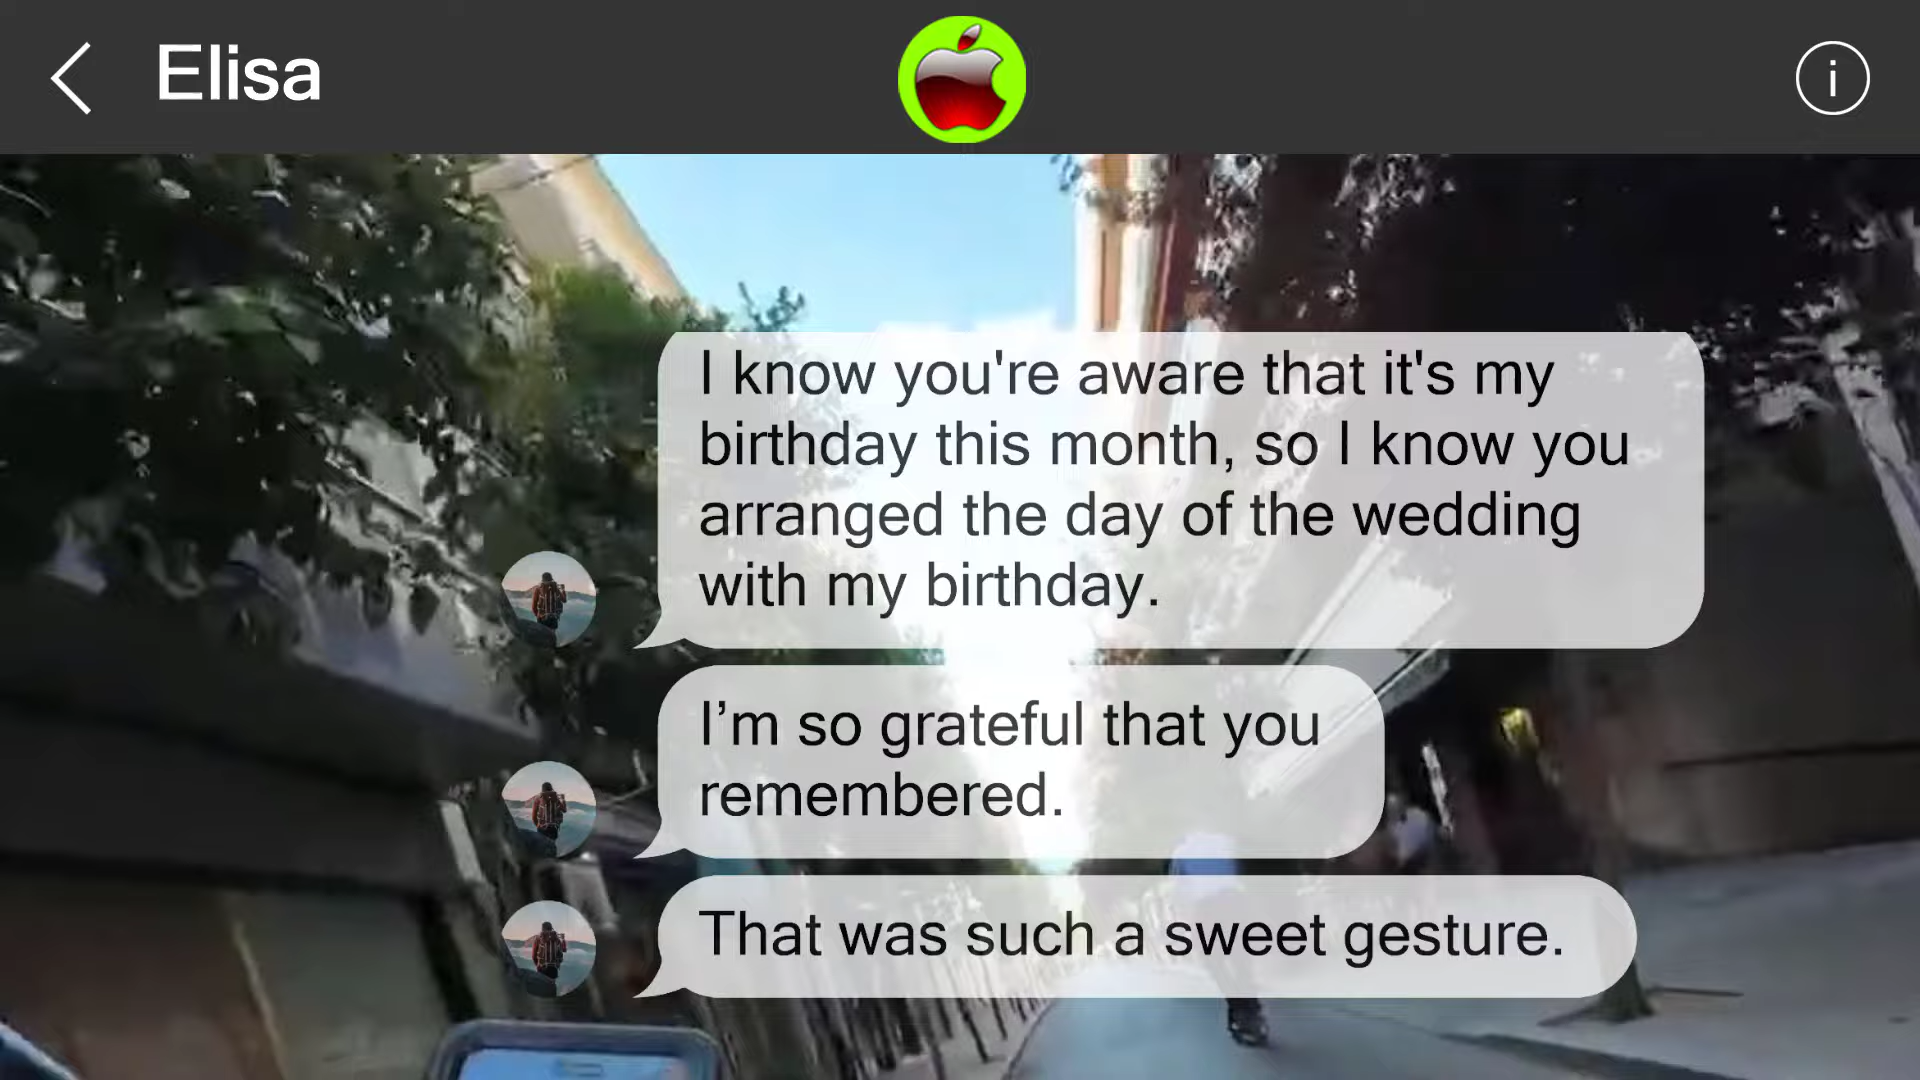 Elisa
i
I know you're aware that it's my
birthday this month, so I know you
arranged the day of the wedding
with my birthday.
I’m so grateful that you
remembered.
That was such a sweet gesture.